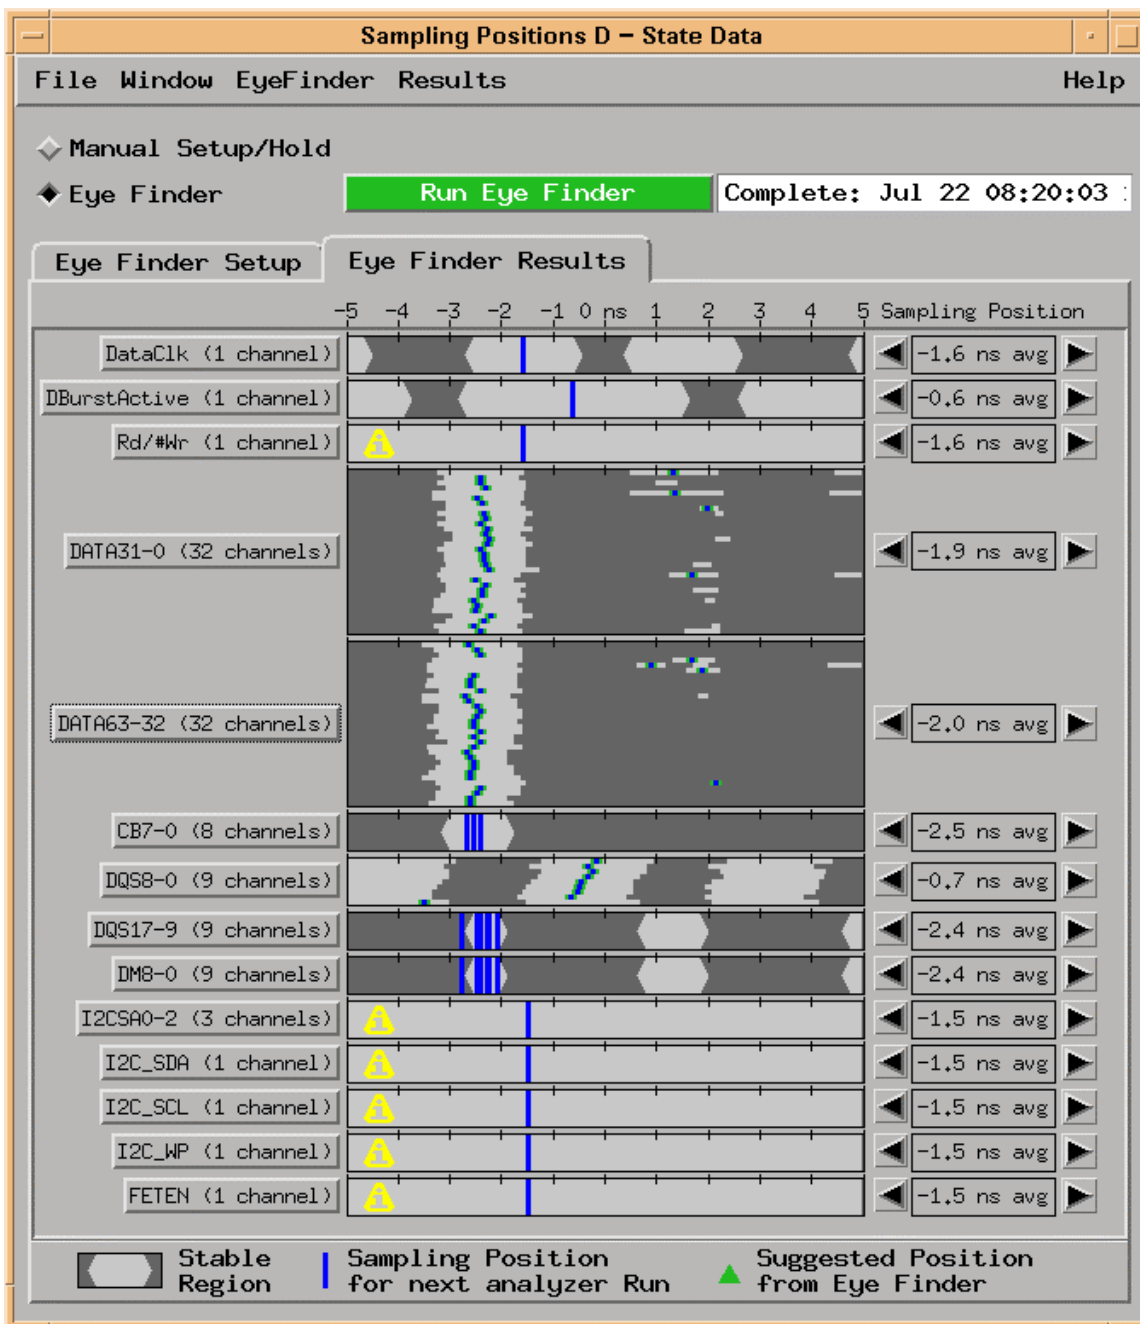 Sampling Positions D – State Data
File Window EyeFinder Results Help
Manual Setup/Hold
Eye Finder Run Eye Finder Complete: Jul 22 08:20:03
Eye Finder Setup Eye Finder Results
-5 -4 -3 -2 -1 0 ns 1 2 3 4 5 Sampling Position
DataClk (1 channel) -1.6 ns avg
DBurstActive (1 channel) -0.6 ns avg
Rd/#Wr (1 channel) -1.6 ns avg
DATA31-0 (32 channels) -1.9 ns avg
DATA63-32 (32 channels) -2.0 ns avg
CB7-0 (8 channels) -2.5 ns avg
DQS8-0 (9 channels) -0.7 ns avg
DQS17-9 (9 channels) -2.4 ns avg
DM8-0 (9 channels) -2.4 ns avg
I2CSA0-2 (3 channels) -1.5 ns avg
I2C_SDA (1 channel) -1.5 ns avg
I2C_SCL (1 channel) -1.5 ns avg
I2C_WP (1 channel) -1.5 ns avg
FETEN (1 channel) -1.5 ns avg
Stable Sampling Position Suggested Position
Region for next analyzer Run from Eye Finder